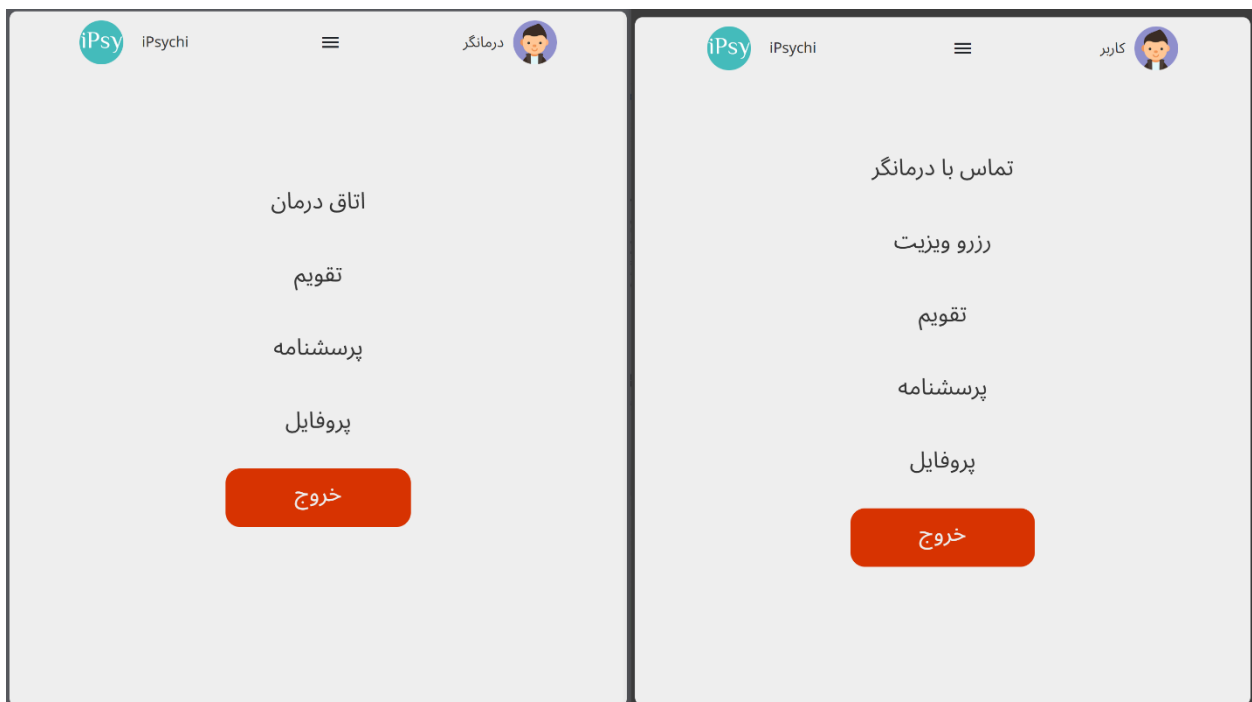 iPsy iPsychi درمانگر
اتاق درمان
تقویم
پرسشنامه
پروفایل
خروج
iPsy iPsychi کاربر
تماس با درمانگر
رزرو ویزیت
تقویم
پرسشنامه
پروفایل
خروج